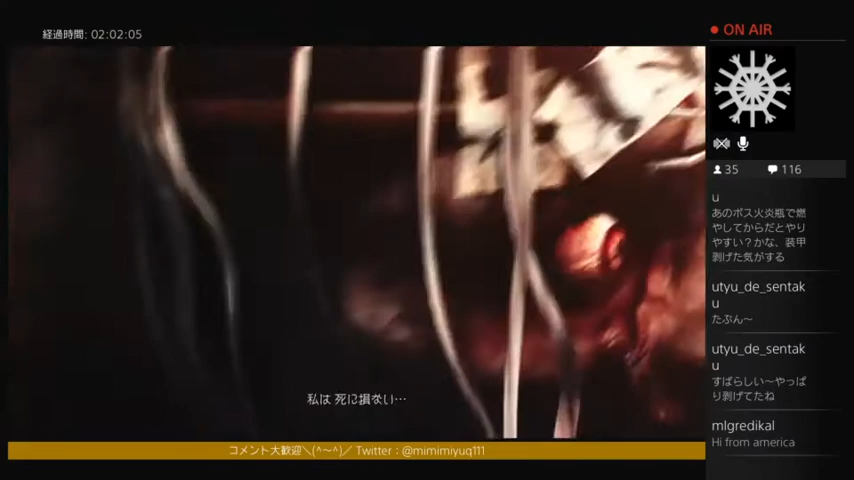 経過時間: 02:02:05
ON AIR
35 116
u
あのボス火炎瓶で燃
やしてからだとやり
やすい？かな、装甲
剥げた気がする
utyu_de_sentak
u
たぶん〜
utyu_de_sentak
u
すばらしい〜やっぱ
り剥げてたね
mlgredikal
Hi from america
私は 死に損ない…
コメント大歓迎＼(^〜^)／ Twitter：@mimimiyuq111